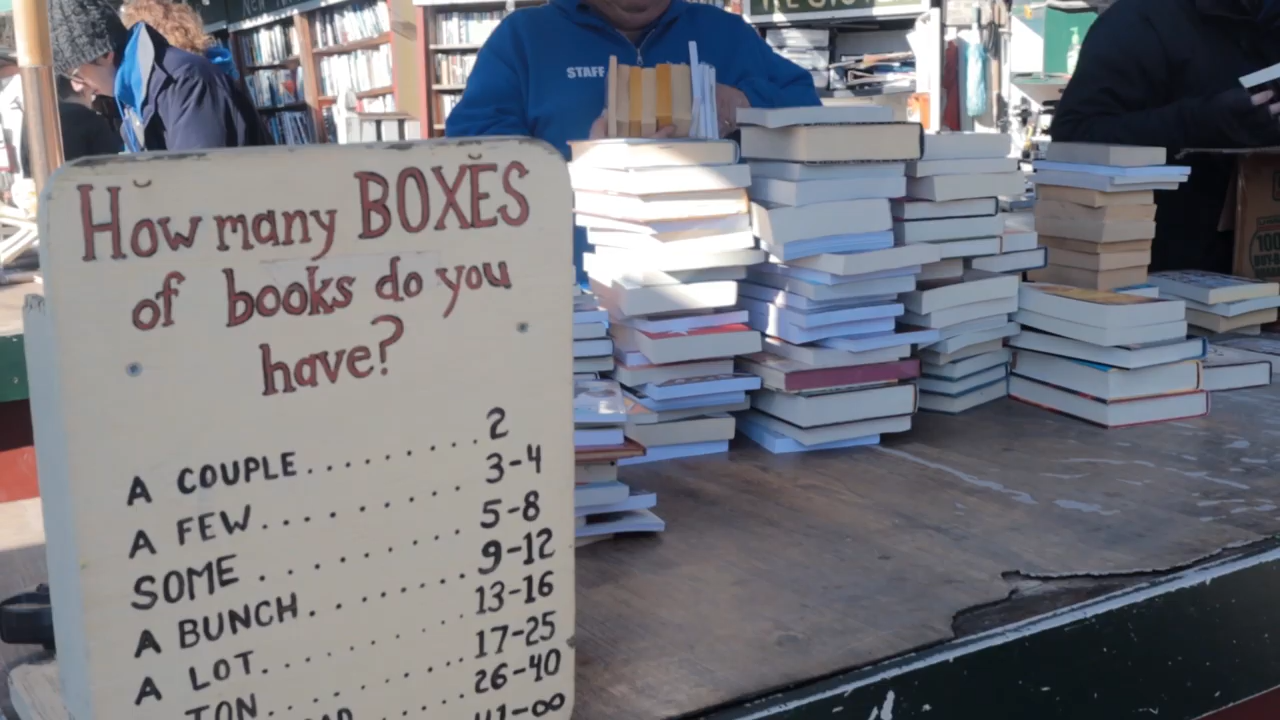 STAFF
How many BOXES
of books do you
have?
A COUPLE.........2
A FEW...........3-4
SOME...........5-8
A BUNCH.........9-12
A LOT...........13-16
TON...........17-25
26-40
41-∞